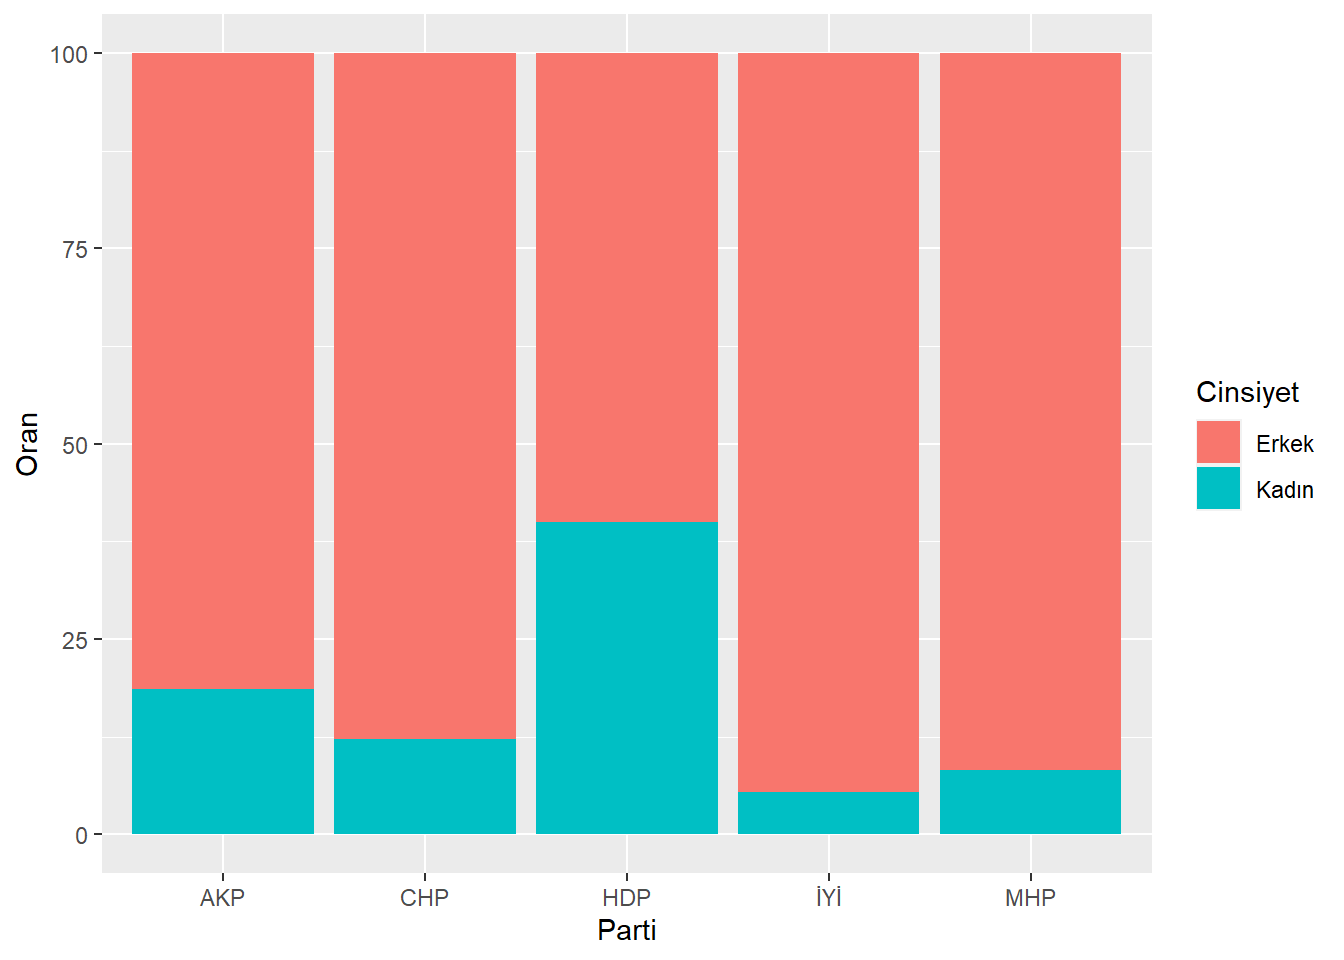 100
75
50
25
0
Oran
AKP CHP HDP İYİ MHP
Parti
Cinsiyet
Erkek
Kadın